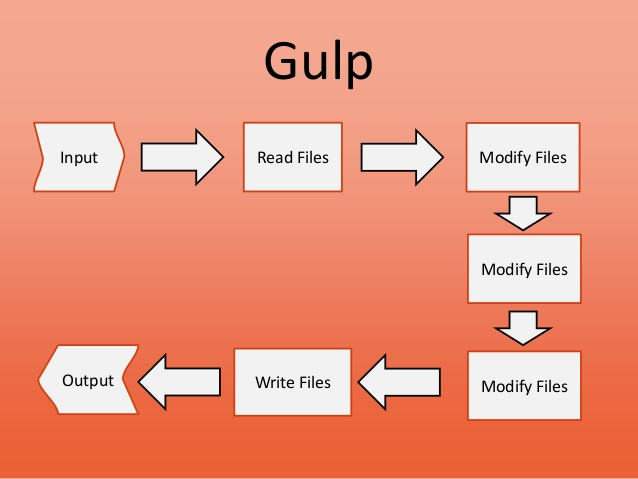 Gulp
Input
Read Files
Modify Files
Modify Files
Modify Files
Write Files
Output